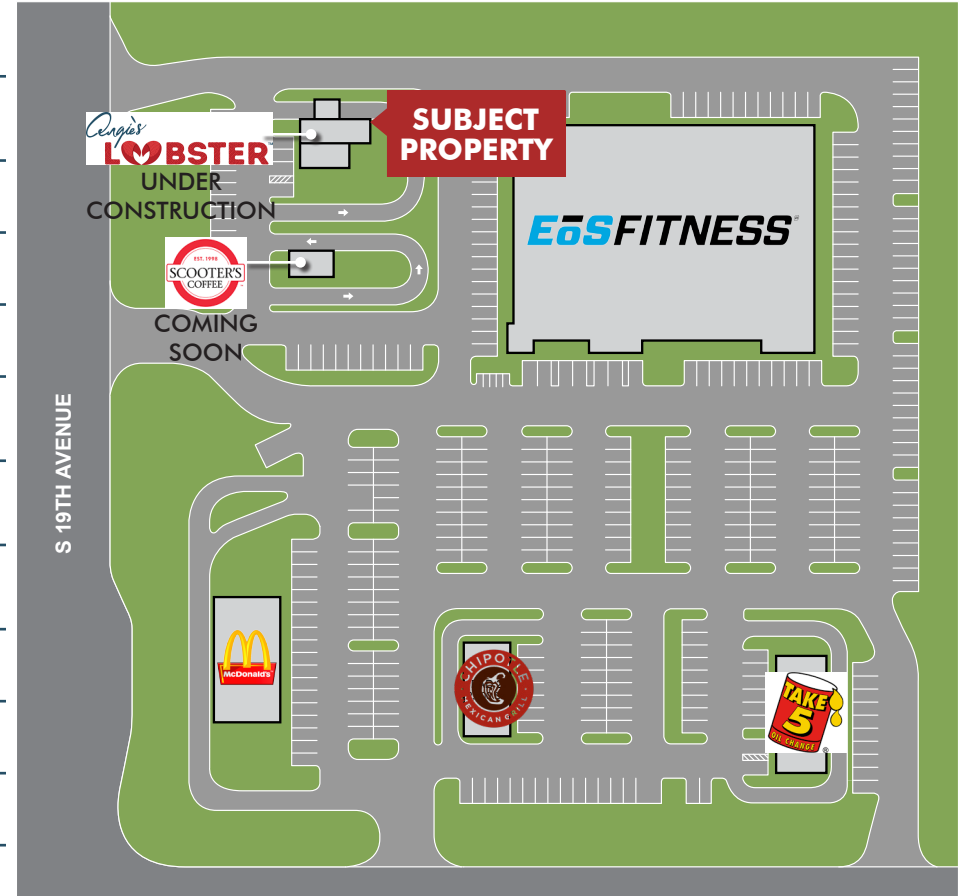 SUBJECT
PROPERTY
angie's
LOBSTER
UNDER
CONSTRUCTION
EōS FITNESS
EST. 1998
SCOOTER'S
COFFEE
TM
COMING
SOON
S 19TH AVENUE
McDonald's
CHIPOTLE
MEXICAN GRILL
TAKE
5
OIL CHANGE
®